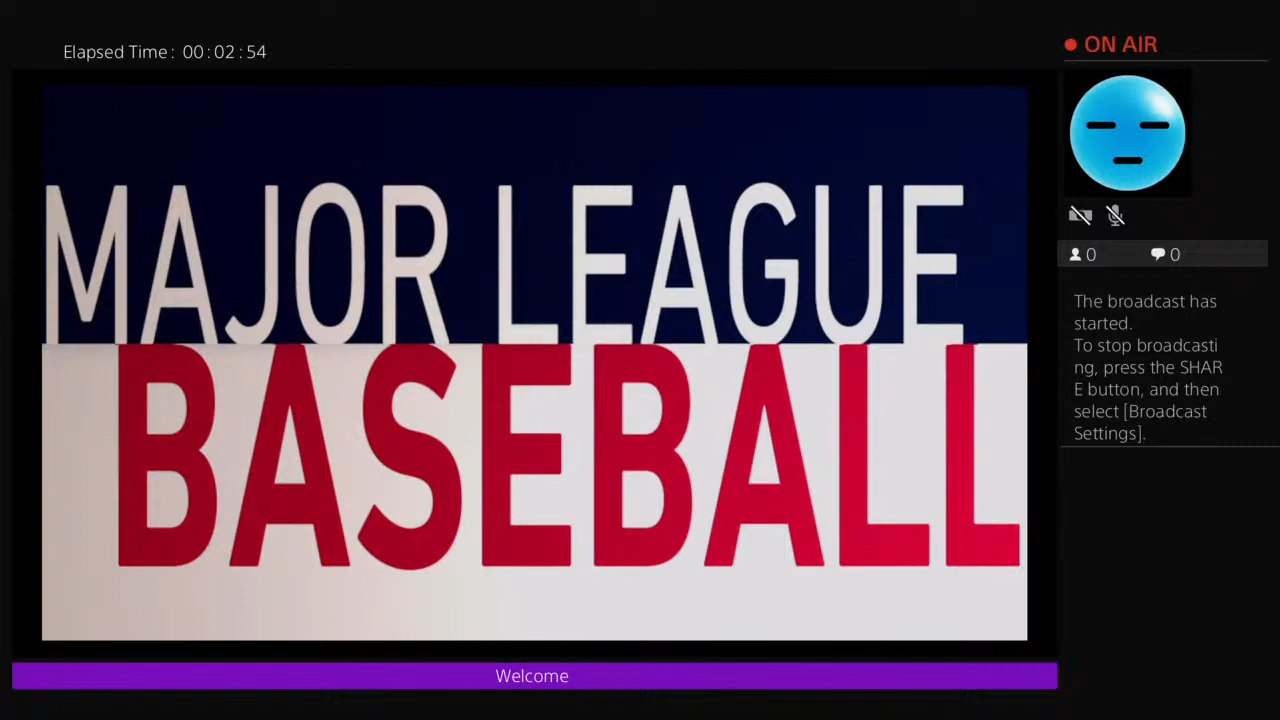 Elapsed Time: 00:02:54
ON AIR
MAJOR LEAGUE
BASEBALL
0 0
The broadcast has
started.
To stop broadcasti
ng, press the SHAR
E button, and then
select [Broadcast
Settings].
Welcome